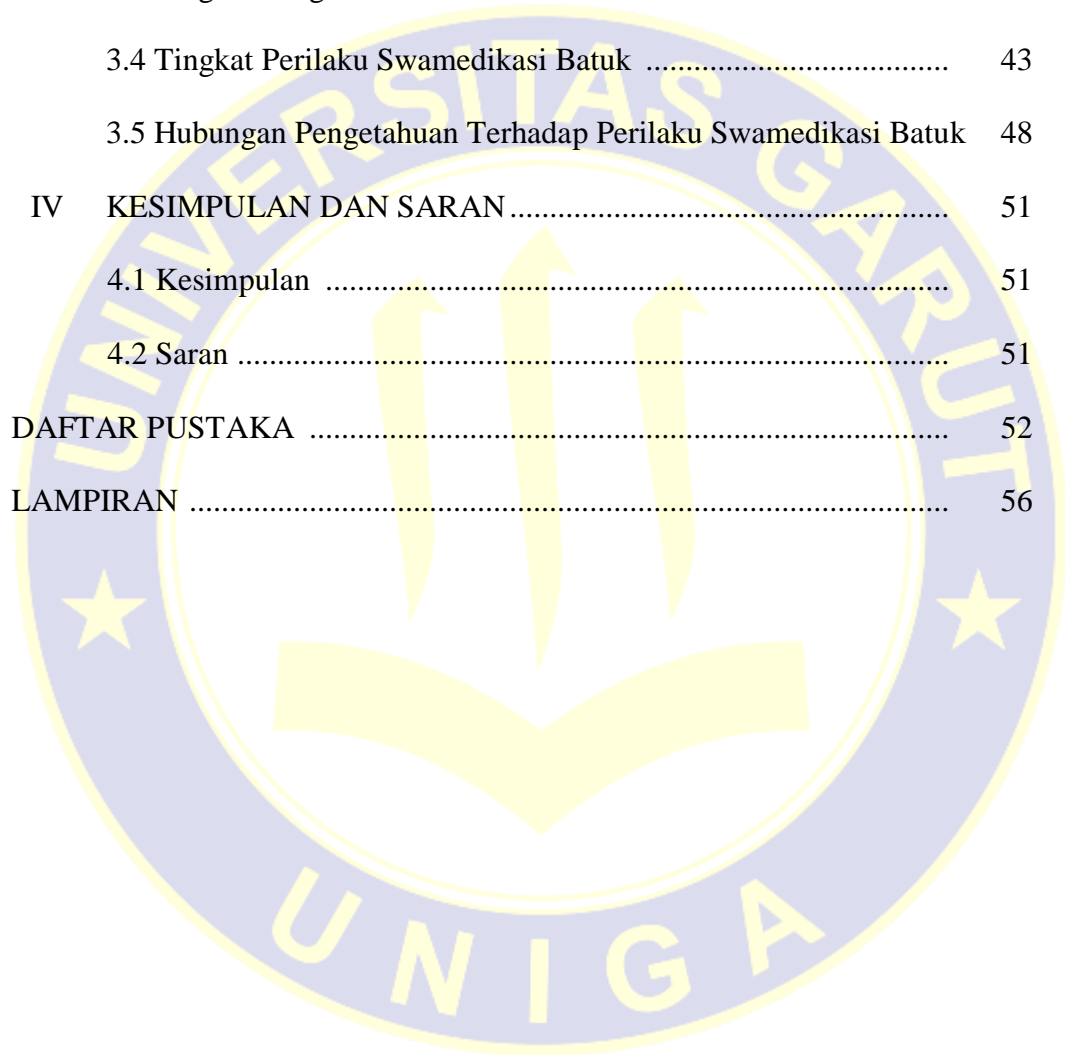 3.4 Tingkat Perilaku Swamedikasi Batuk ................................. 43
3.5 Hubungan Pengetahuan Terhadap Perilaku Swamedikasi Batuk 48
IV KESIMPULAN DAN SARAN ................................................ 51
4.1 Kesimpulan .................................................................... 51
4.2 Saran .............................................................................. 51
DAFTAR PUSTAKA ...................................................................... 52
LAMPIRAN .................................................................................... 56
UNIVERSITAS GARUT
UNIGA